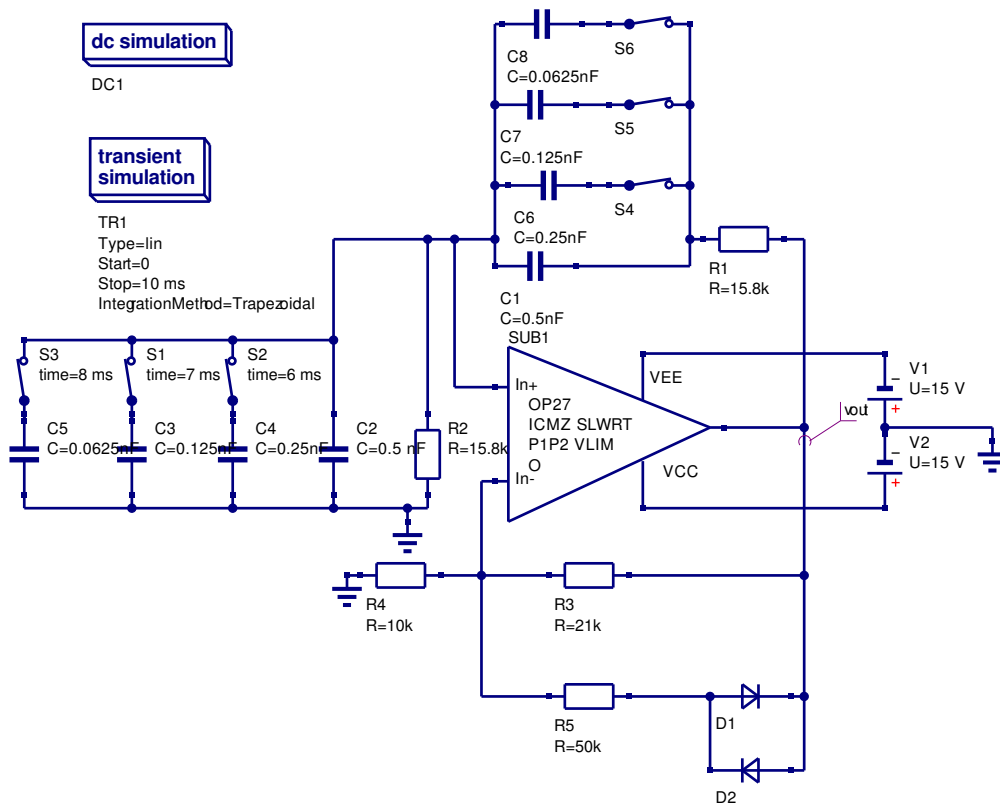 dc simulation
DC1
transient
simulation
TR1
Type=lin
Start=0
Stop=10 ms
IntegrationMethod=Trapezoidal
S6
C8
C=0.0625nF
S5
C7
C=0.125nF
S4
C6
C=0.25nF
R1
R=15.8k
C1
C=0.5nF
SUB1
S3
time=8 ms
S1
time=7 ms
S2
time=6 ms
C5
C=0.0625nF
C3
C=0.125nF
C4
C=0.25nF
C2
C=0.5 nF
R2
R=15.8k
In+
OP27
ICMZ SLWRT
P1P2 VLIM
O
In-
VEE
VCC
vout
V1
U=15 V
V2
U=15 V
− +
− +
R4
R=10k
R3
R=21k
R5
R=50k
D1
D2